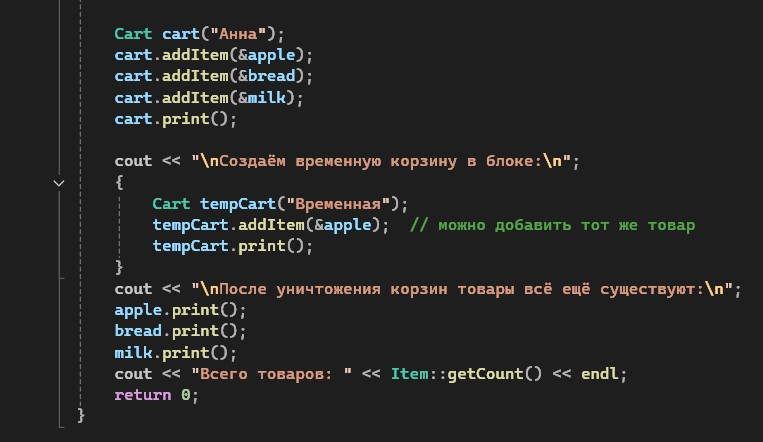 Cart cart("Анна");
cart.addItem(&apple);
cart.addItem(&bread);
cart.addItem(&milk);
cart.print();
cout << "\nСоздаём временную корзину в блоке:\n";
{
Cart tempCart("Временная");
tempCart.addItem(&apple);  // можно добавить тот же товар
tempCart.print();
}
cout << "\nПосле уничтожения корзин товары всё ещё существуют:\n";
apple.print();
bread.print();
milk.print();
cout << "Всего товаров: " << Item::getCount() << endl;
return 0;
}